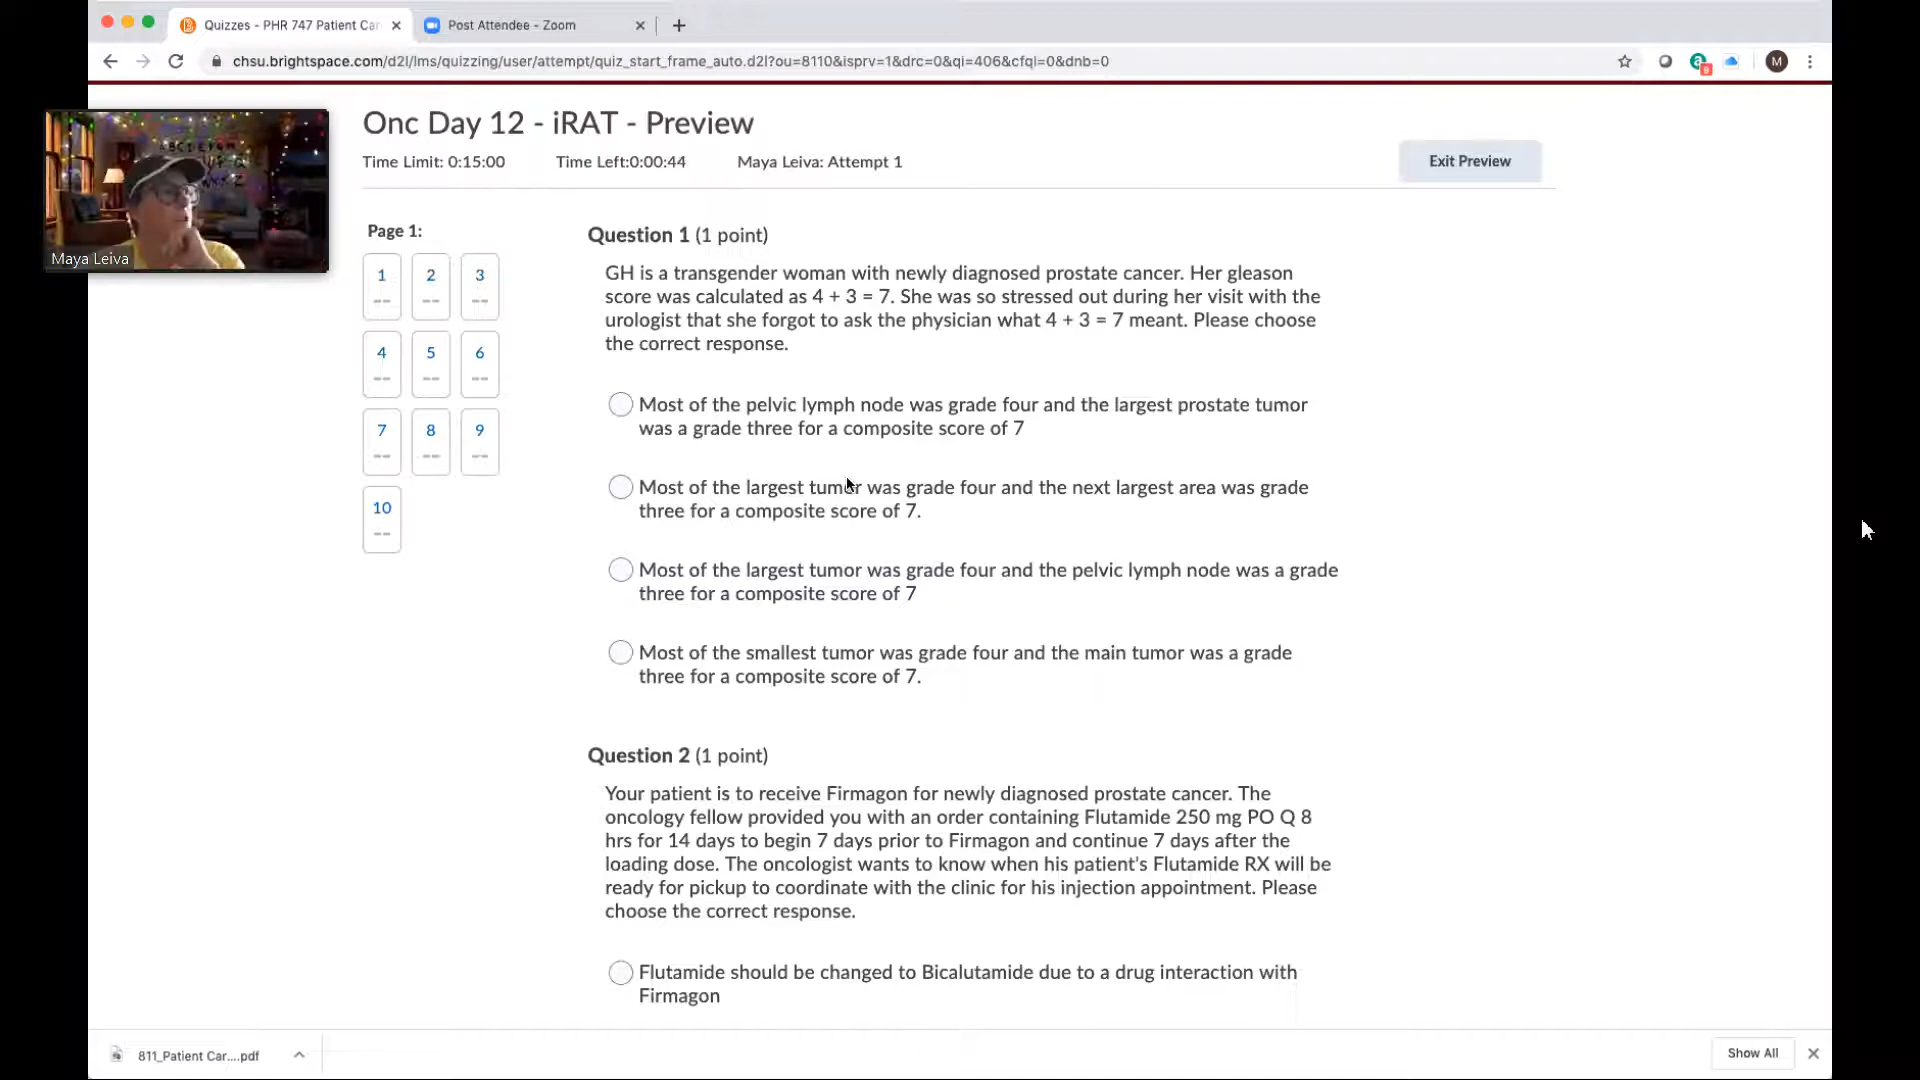 Quizzes - PHR 747 Patient Car
Post Attendee - Zoom
chsu.brightspace.com/d2l/lms/quizzing/user/attempt/quiz_start_frame_auto.d2l?ou=8110&isprv=1&drc=0&qi=406&cfql=0&dnb=0
M
Onc Day 12 - iRAT - Preview
Time Limit: 0:15:00 Time Left:0:00:44 Maya Leiva: Attempt 1
Exit Preview
Maya Leiva
Page 1:
1 2 3
-- -- --
4 5 6
-- -- --
7 8 9
-- -- --
10
--
Question 1 (1 point)
GH is a transgender woman with newly diagnosed prostate cancer. Her gleason
score was calculated as 4 + 3 = 7. She was so stressed out during her visit with the
urologist that she forgot to ask the physician what 4 + 3 = 7 meant. Please choose
the correct response.
Most of the pelvic lymph node was grade four and the largest prostate tumor
was a grade three for a composite score of 7
Most of the largest tumor was grade four and the next largest area was grade
three for a composite score of 7.
Most of the largest tumor was grade four and the pelvic lymph node was a grade
three for a composite score of 7
Most of the smallest tumor was grade four and the main tumor was a grade
three for a composite score of 7.
Question 2 (1 point)
Your patient is to receive Firmagon for newly diagnosed prostate cancer. The
oncology fellow provided you with an order containing Flutamide 250 mg PO Q 8
hrs for 14 days to begin 7 days prior to Firmagon and continue 7 days after the
loading dose. The oncologist wants to know when his patient's Flutamide RX will be
ready for pickup to coordinate with the clinic for his injection appointment. Please
choose the correct response.
Flutamide should be changed to Bicalutamide due to a drug interaction with
Firmagon
811_Patient Car....pdf
Show All